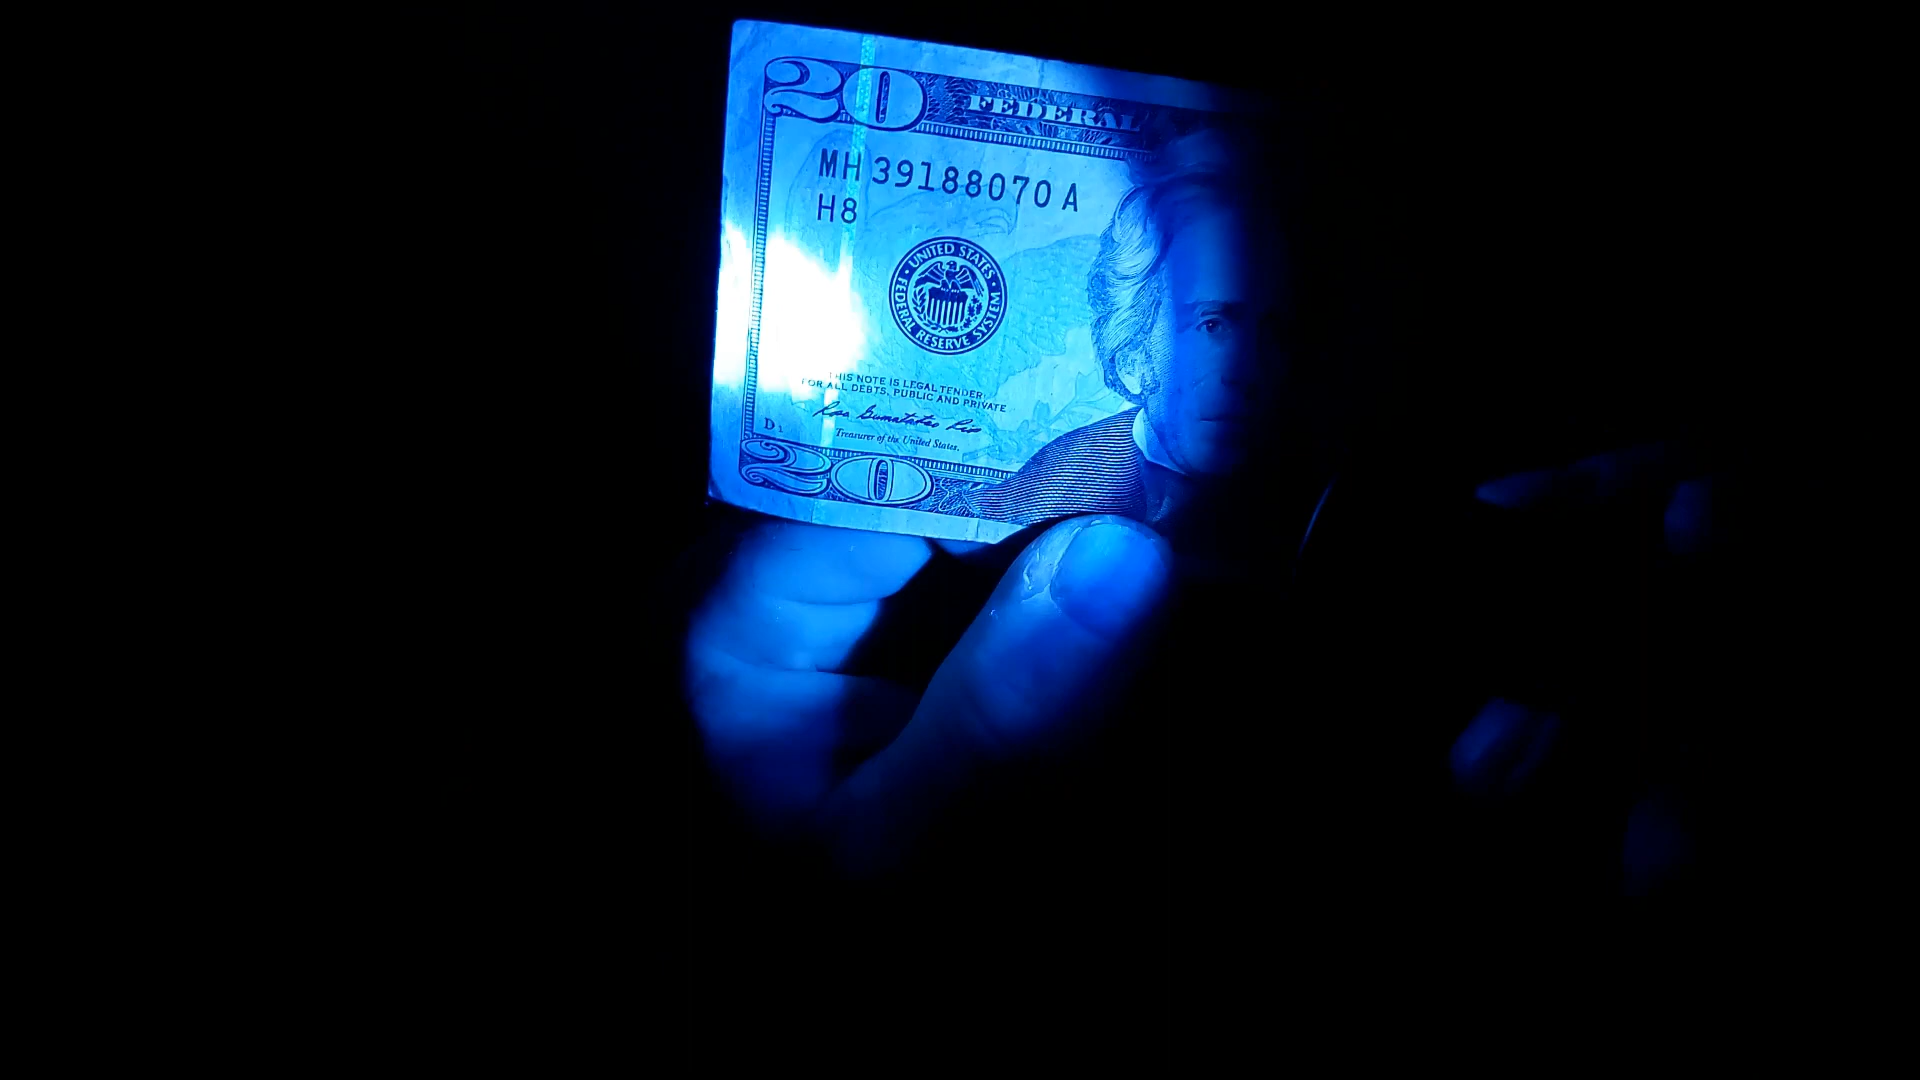 20
FEDERAL
MH 39188070 A
H8
UNITED STATES
FEDERAL RESERVE SYSTEM
THIS NOTE IS LEGAL TENDER
FOR ALL DEBTS, PUBLIC AND PRIVATE
Treasurer of the United States.
D 1
20